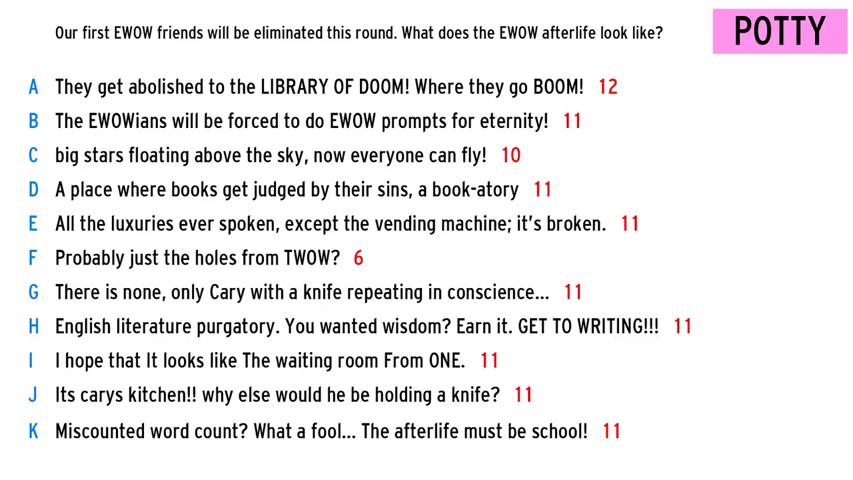 Our first EWOW friends will be eliminated this round. What does the EWOW afterlife look like?
POTTY
A They get abolished to the LIBRARY OF DOOM! Where they go BOOM! 12
B The EWOWians will be forced to do EWOW prompts for eternity! 11
C big stars floating above the sky, now everyone can fly! 10
D A place where books get judged by their sins, a book-atory 11
E All the luxuries ever spoken, except the vending machine; it's broken. 11
F Probably just the holes from TWOW? 6
G There is none, only Cary with a knife repeating in conscience... 11
H English literature purgatory. You wanted wisdom? Earn it. GET TO WRITING!!! 11
I I hope that It looks like The waiting room From ONE. 11
J Its carys kitchen!! why else would he be holding a knife? 11
K Miscounted word count? What a fool... The afterlife must be school! 11